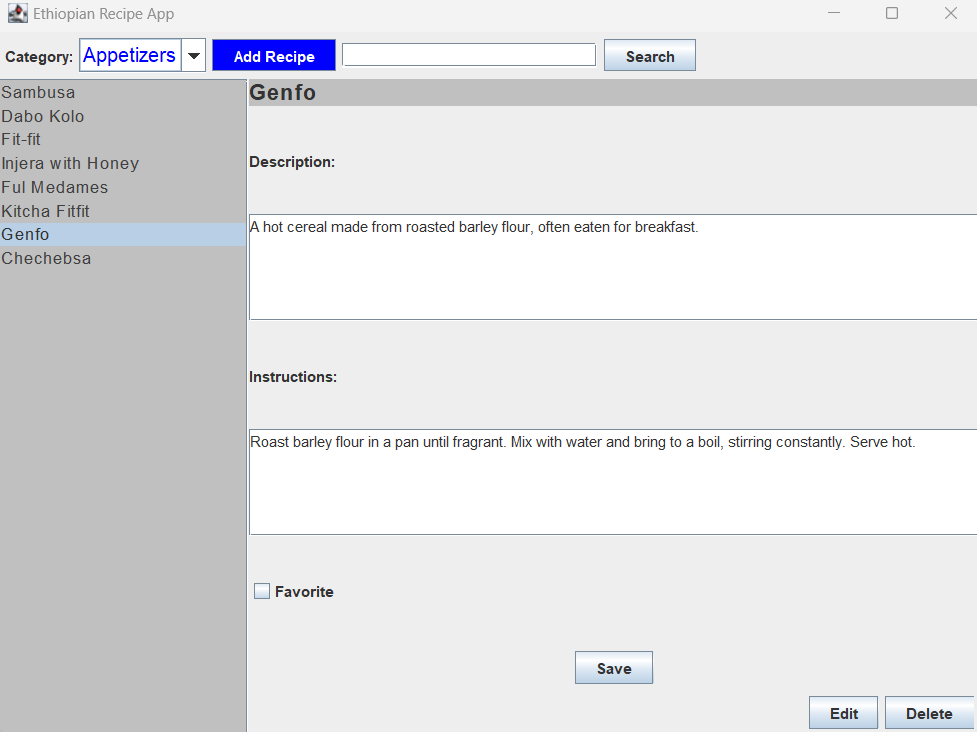 Ethiopian Recipe App
Category: Appetizers Add Recipe Search
Sambusa
Dabo Kolo
Fit-fit
Injera with Honey
Ful Medames
Kitcha Fitfit
Genfo
Chechebsa
Genfo
Description:
A hot cereal made from roasted barley flour, often eaten for breakfast.
Instructions:
Roast barley flour in a pan until fragrant. Mix with water and bring to a boil, stirring constantly. Serve hot.
Favorite
Save
Edit Delete